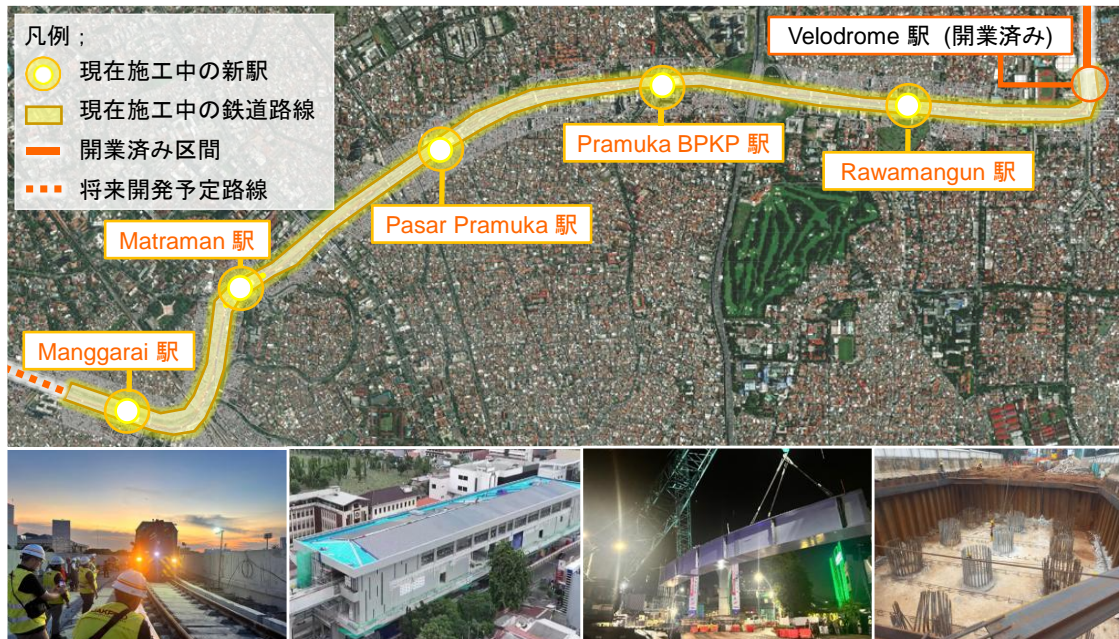 凡例 ;
現在施工中の新駅
現在施工中の鉄道路線
開業済み区間
将来開発予定路線
Velodrome 駅 (開業済み)
Pramuka BPKP 駅
Rawamangun 駅
Pasar Pramuka 駅
Matraman 駅
Manggarai 駅